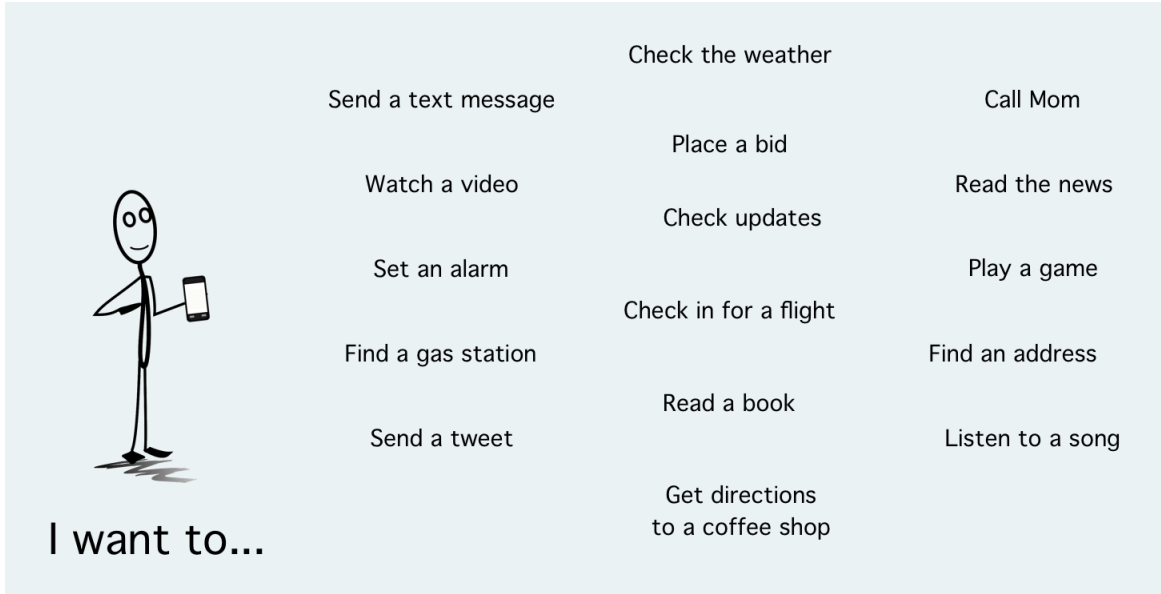 Check the weather
Send a text message
Call Mom
Place a bid
Watch a video
Read the news
Check updates
Set an alarm
Play a game
Check in for a flight
Find a gas station
Find an address
Read a book
Send a tweet
Listen to a song
Get directions
to a coffee shop
I want to...